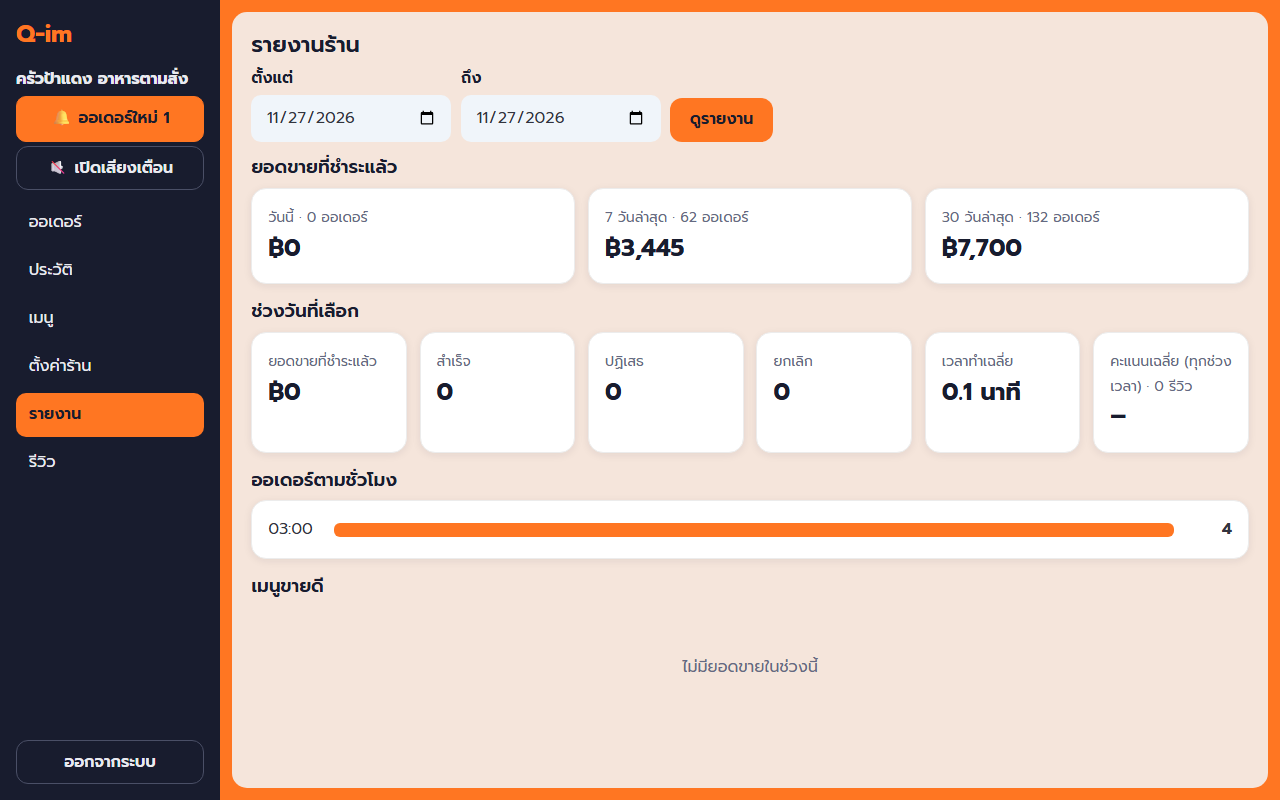 Q-im
ครัวป้าแดง อาหารตามสั่ง
🔔 ออเดอร์ใหม่ 1
🔇 เปิดเสียงเตือน
ออเดอร์
ประวัติ
เมนู
ตั้งค่าร้าน
รายงาน
รีวิว
ออกจากระบบ
รายงานร้าน
ตั้งแต่
ถึง
11/27/2026
11/27/2026
ดูรายงาน
ยอดขายที่ชำระแล้ว
วันนี้ · 0 ออเดอร์
฿0
7 วันล่าสุด · 62 ออเดอร์
฿3,445
30 วันล่าสุด · 132 ออเดอร์
฿7,700
ช่วงวันที่เลือก
ยอดขายที่ชำระแล้ว
฿0
สำเร็จ
0
ปฏิเสธ
0
ยกเลิก
0
เวลาทำเฉลี่ย
0.1 นาที
คะแนนเฉลี่ย (ทุกช่วง
เวลา) · 0 รีวิว
–
ออเดอร์ตามชั่วโมง
03:00 4
เมนูขายดี
ไม่มียอดขายในช่วงนี้